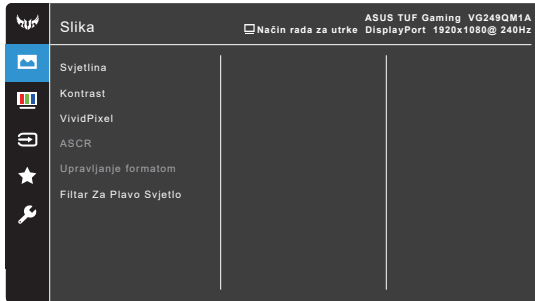 Slika
ASUS TUF Gaming VG249QM1A
Način rada za utrke DisplayPort 1920x1080@ 240Hz
Svjetlina
Kontrast
VividPixel
ASCR
Upravljanje formatom
Filtar Za Plavo Svjetlo